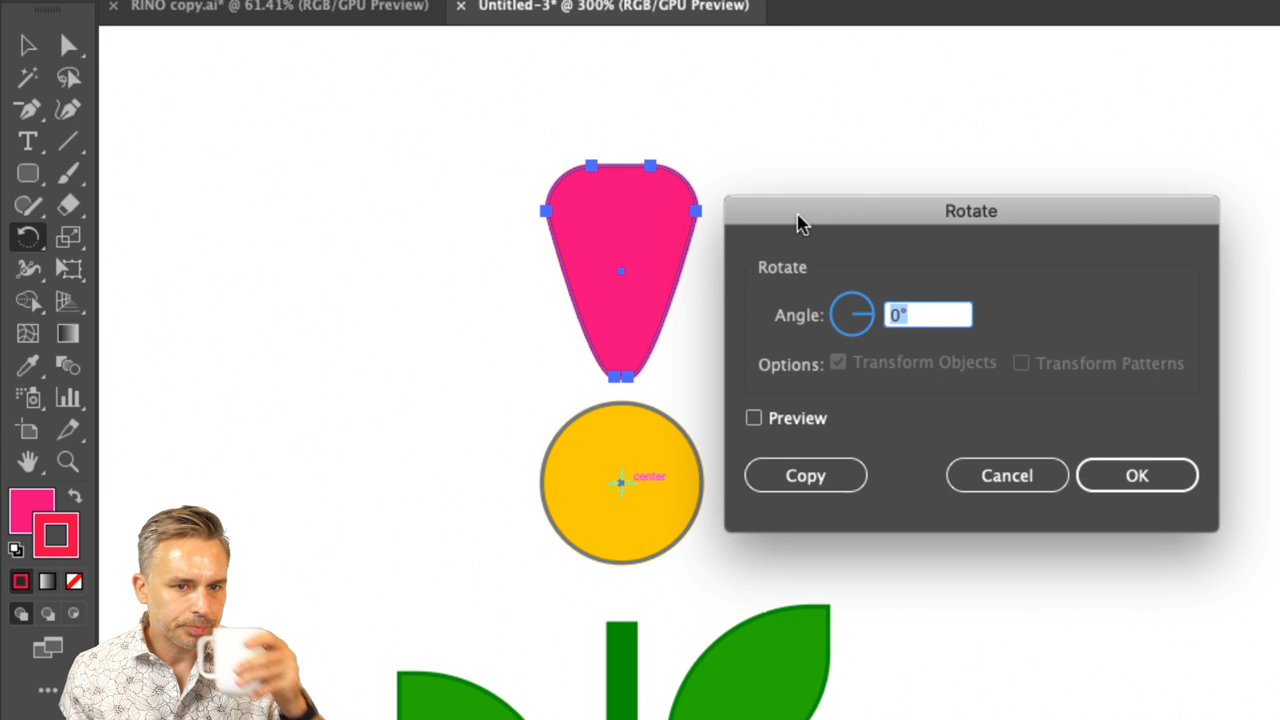 RINO copy.ai* @ 61.41% (RGB/GPU Preview)
Untitled-3* @ 300% (RGB/GPU Preview)
Rotate
Rotate
Angle: 0°
Options: Transform Objects Transform Patterns
Preview
Copy Cancel OK
center